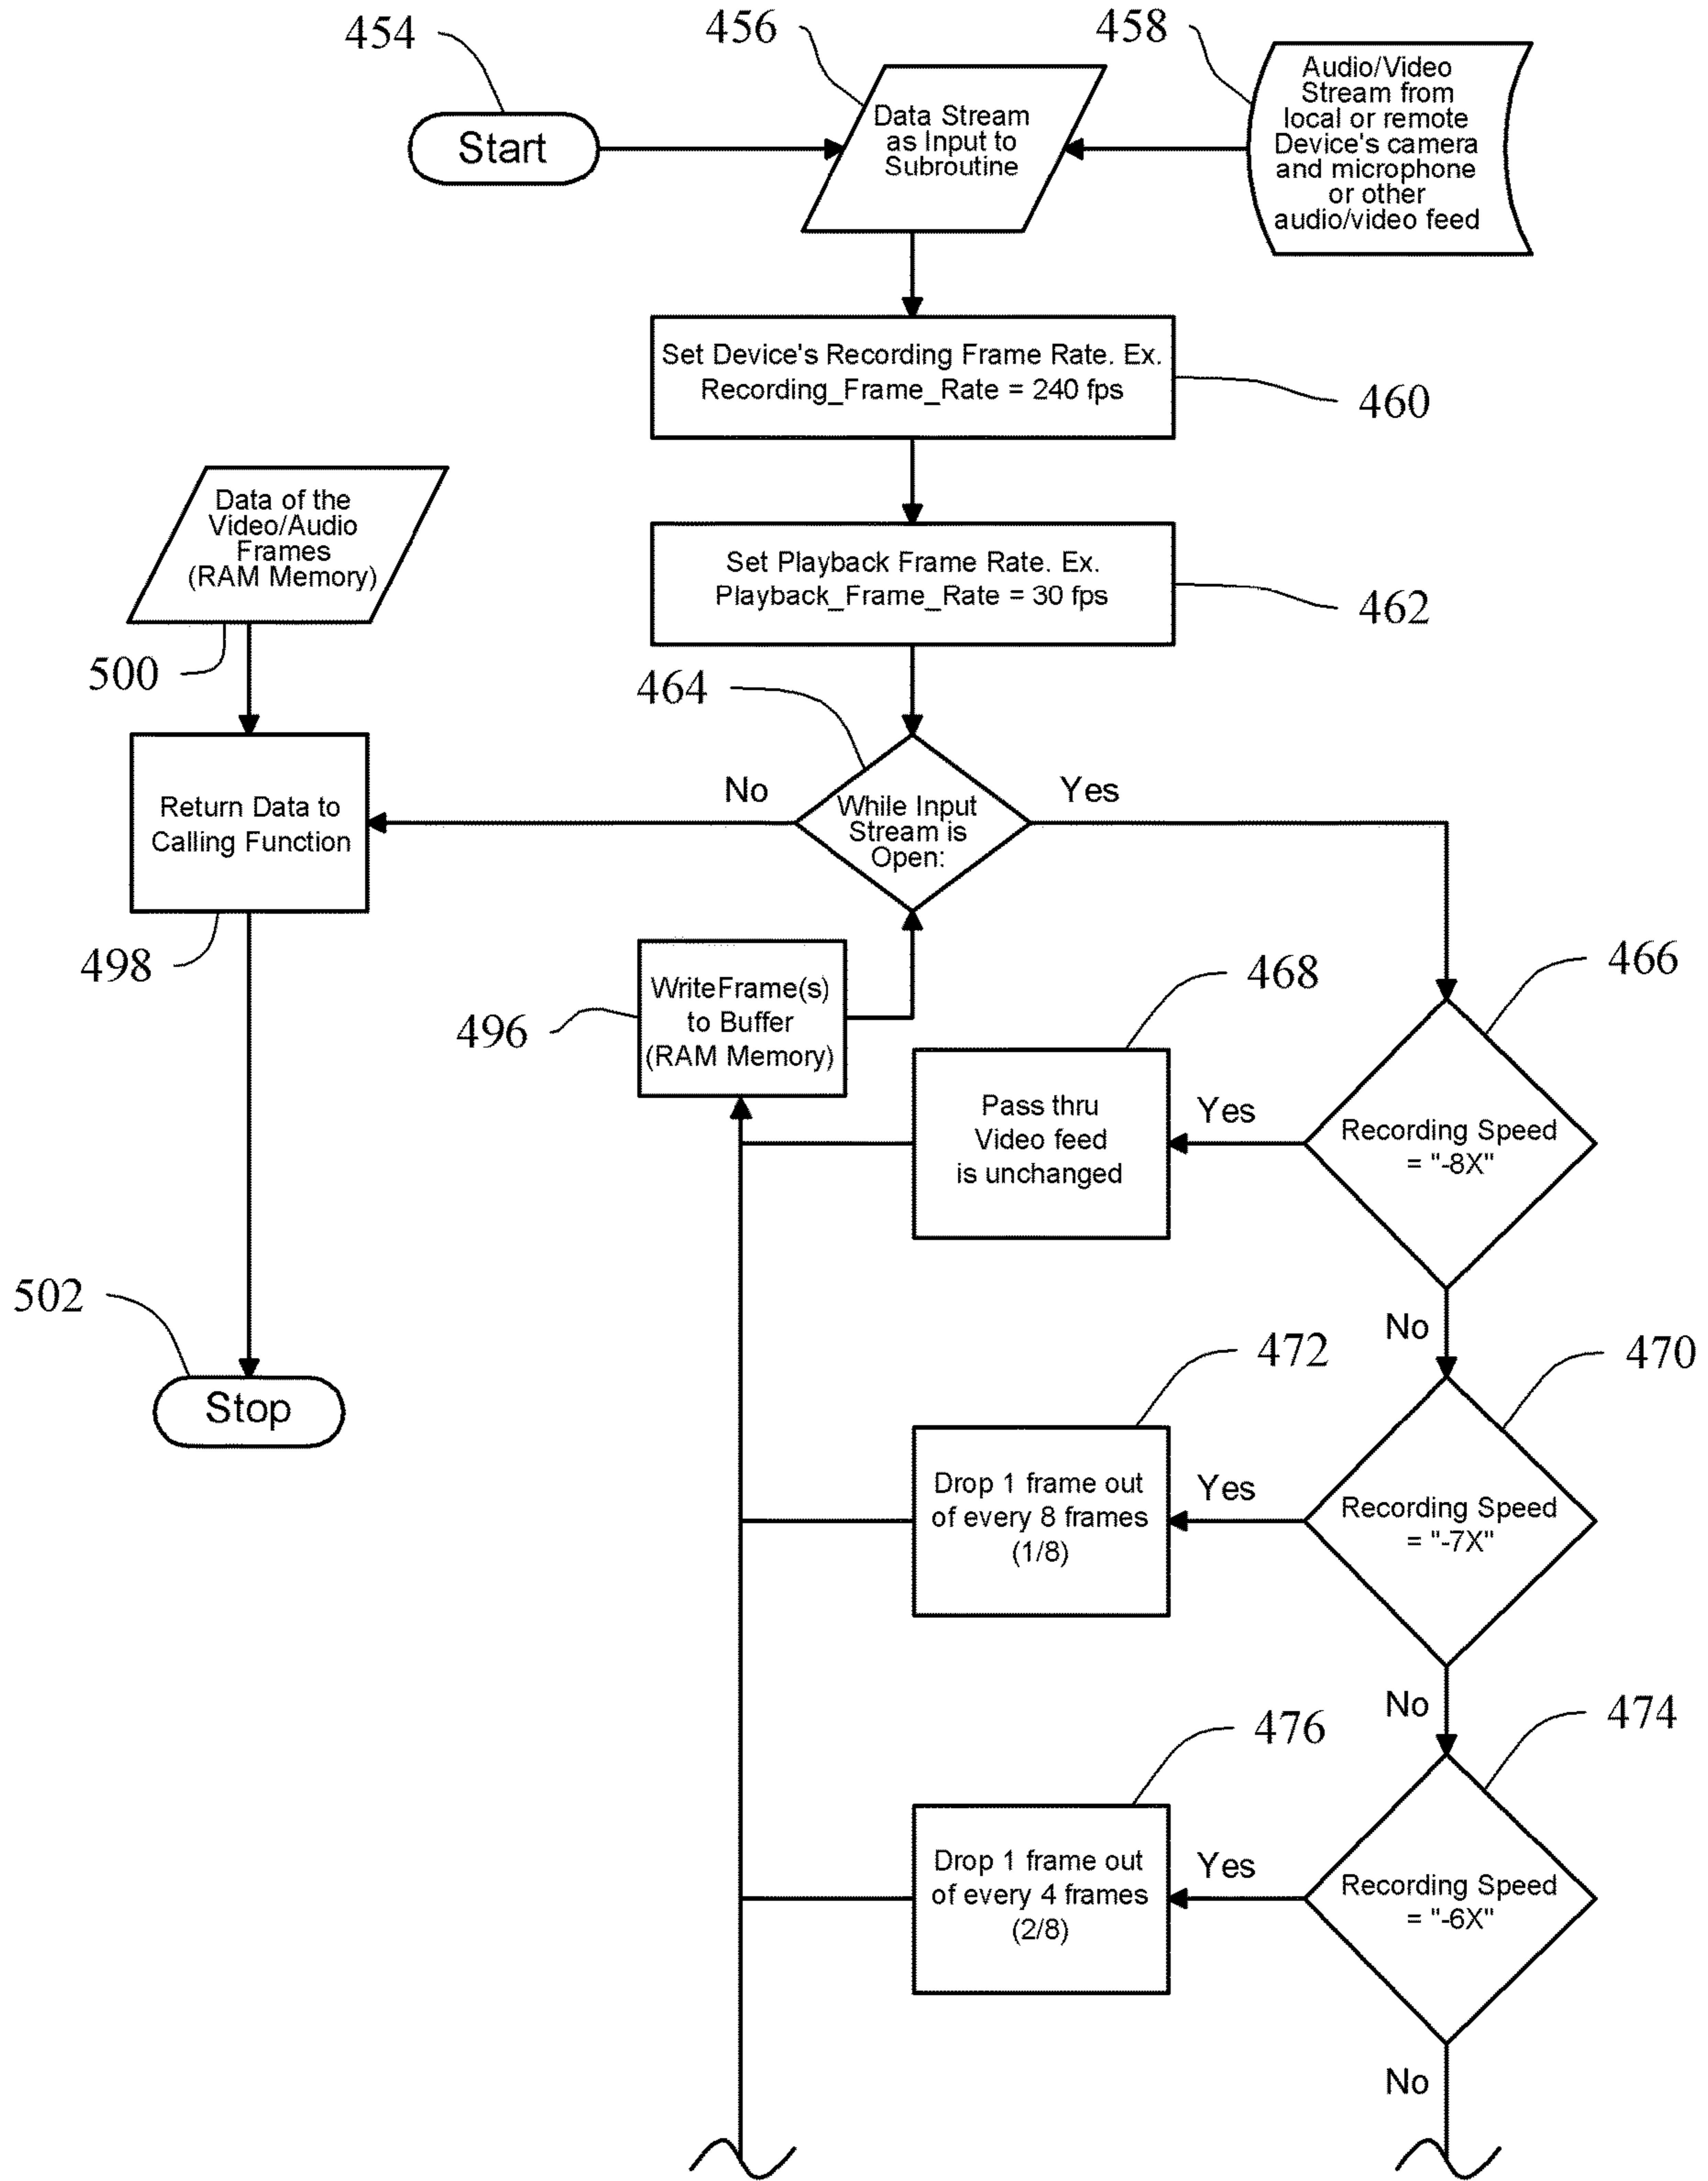 454
456
458
Start
Data Stream
as Input to
Subroutine
Audio/Video
Stream from
local or remote
Device's camera
and microphone
or other
audio/video feed
Set Device's Recording Frame Rate. Ex.
Recording_Frame_Rate = 240 fps
460
Data of the
Video/Audio
Frames
(RAM Memory)
500
Set Playback Frame Rate. Ex.
Playback_Frame_Rate = 30 fps
462
464
No
Yes
While Input
Stream is
Open:
Return Data to
Calling Function
498
WriteFrame(s)
to Buffer
(RAM Memory)
496
468
466
Pass thru
Video feed
is unchanged
Yes
Recording Speed
= "-8X"
No
502
Stop
472
470
Drop 1 frame out
of every 8 frames
(1/8)
Yes
Recording Speed
= "-7X"
No
476
474
Drop 1 frame out
of every 4 frames
(2/8)
Yes
Recording Speed
= "-6X"
No